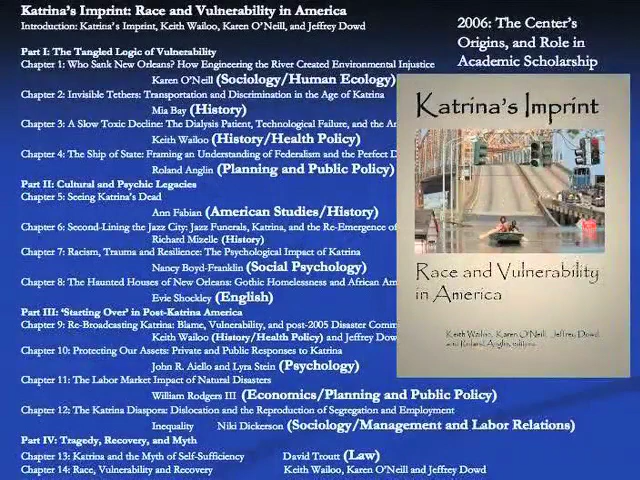 Katrina's Imprint: Race and Vulnerability in America
Introduction: Katrina's Imprint, Keith Wailoo, Karen O'Neill, and Jeffrey Dowd
Part I: The Tangled Logic of Vulnerability
Chapter 1: Who Sank New Orleans? How Engineering the River Created Environmental Injustice
Karen O'Neill (Sociology/Human Ecology)
Chapter 2: Invisible Tethers: Transportation and Discrimination in the Age of Katrina
Mia Bay (History)
Chapter 3: A Slow Toxic Decline: The Dialysis Patient, Technological Failure, and the
Keith Wailoo (History/Health Policy)
Chapter 4: The Ship of State: Framing an Understanding of Federalism and the Perfect
Roland Anglin (Planning and Public Policy)
Part II: Cultural and Psychic Legacies
Chapter 5: Seeing Katrina's Dead
Ann Fabian (American Studies/History)
Chapter 6: Second-Lining the Jazz City: Jazz Funerals, Katrina, and the Re-Emergence of
Richard Mizelle (History)
Chapter 7: Racism, Trauma and Resilience: The Psychological Impact of Katrina
Nancy Boyd-Franklin (Social Psychology)
Chapter 8: The Haunted Houses of New Orleans: Gothic Homelessness and African
Evie Shockley (English)
Part III: 'Starting Over' in Post-Katrina America
Chapter 9: Re-Broadcasting Katrina: Blame, Vulnerability, and post-2005 Disaster
Keith Wailoo (History/Health Policy) and Jeffrey
Chapter 10: Protecting Our Assets: Private and Public Responses to Katrina
John R. Aiello and Lyra Stein (Psychology)
Chapter 11: The Labor Market Impact of Natural Disasters
William Rodgers III (Economics/Planning and Public Policy)
Chapter 12: The Katrina Diaspora: Dislocation and the Reproduction of Segregation and Employment
Inequality Niki Dickerson (Sociology/Management and Labor Relations)
Part IV: Tragedy, Recovery, and Myth
Chapter 13: Katrina and the Myth of Self-Sufficiency David Troutt (Law)
Chapter 14: Race, Vulnerability and Recovery Keith Wailoo, Karen O'Neill and Jeffrey Dowd
2006: The Center's
Origins, and Role in
Academic Scholarship
Katrina's Imprint
Race and Vulnerability
in America
Keith Wailoo, Karen O'Neill, Jeffrey Dowd,
and Roland Anglin, editors